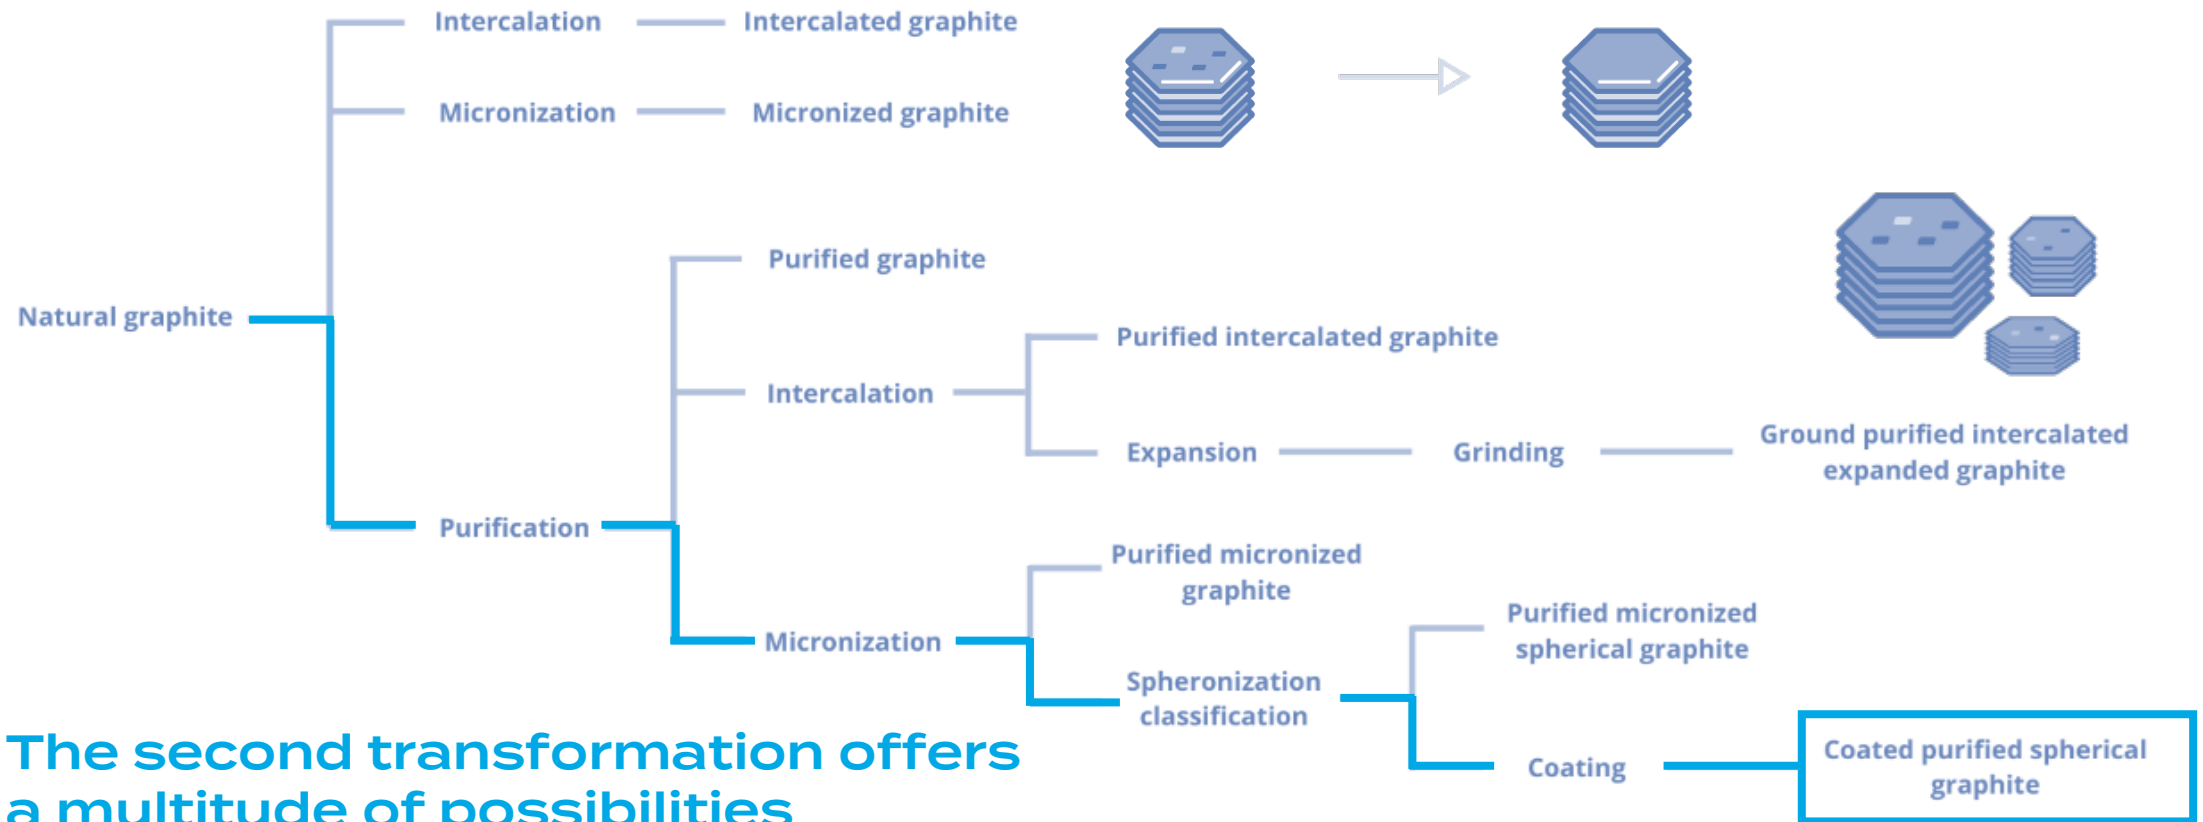 Intercalation
Intercalated graphite
Micronization
Micronized graphite
Purified graphite
Natural graphite
Purified intercalated graphite
Intercalation
Expansion
Grinding
Ground purified intercalated
expanded graphite
Purification
Purified micronized
graphite
Micronization
Purified micronized
spherical graphite
Spheronization
classification
Coating
Coated purified spherical
graphite
The second transformation offers
a multitude of possibilities